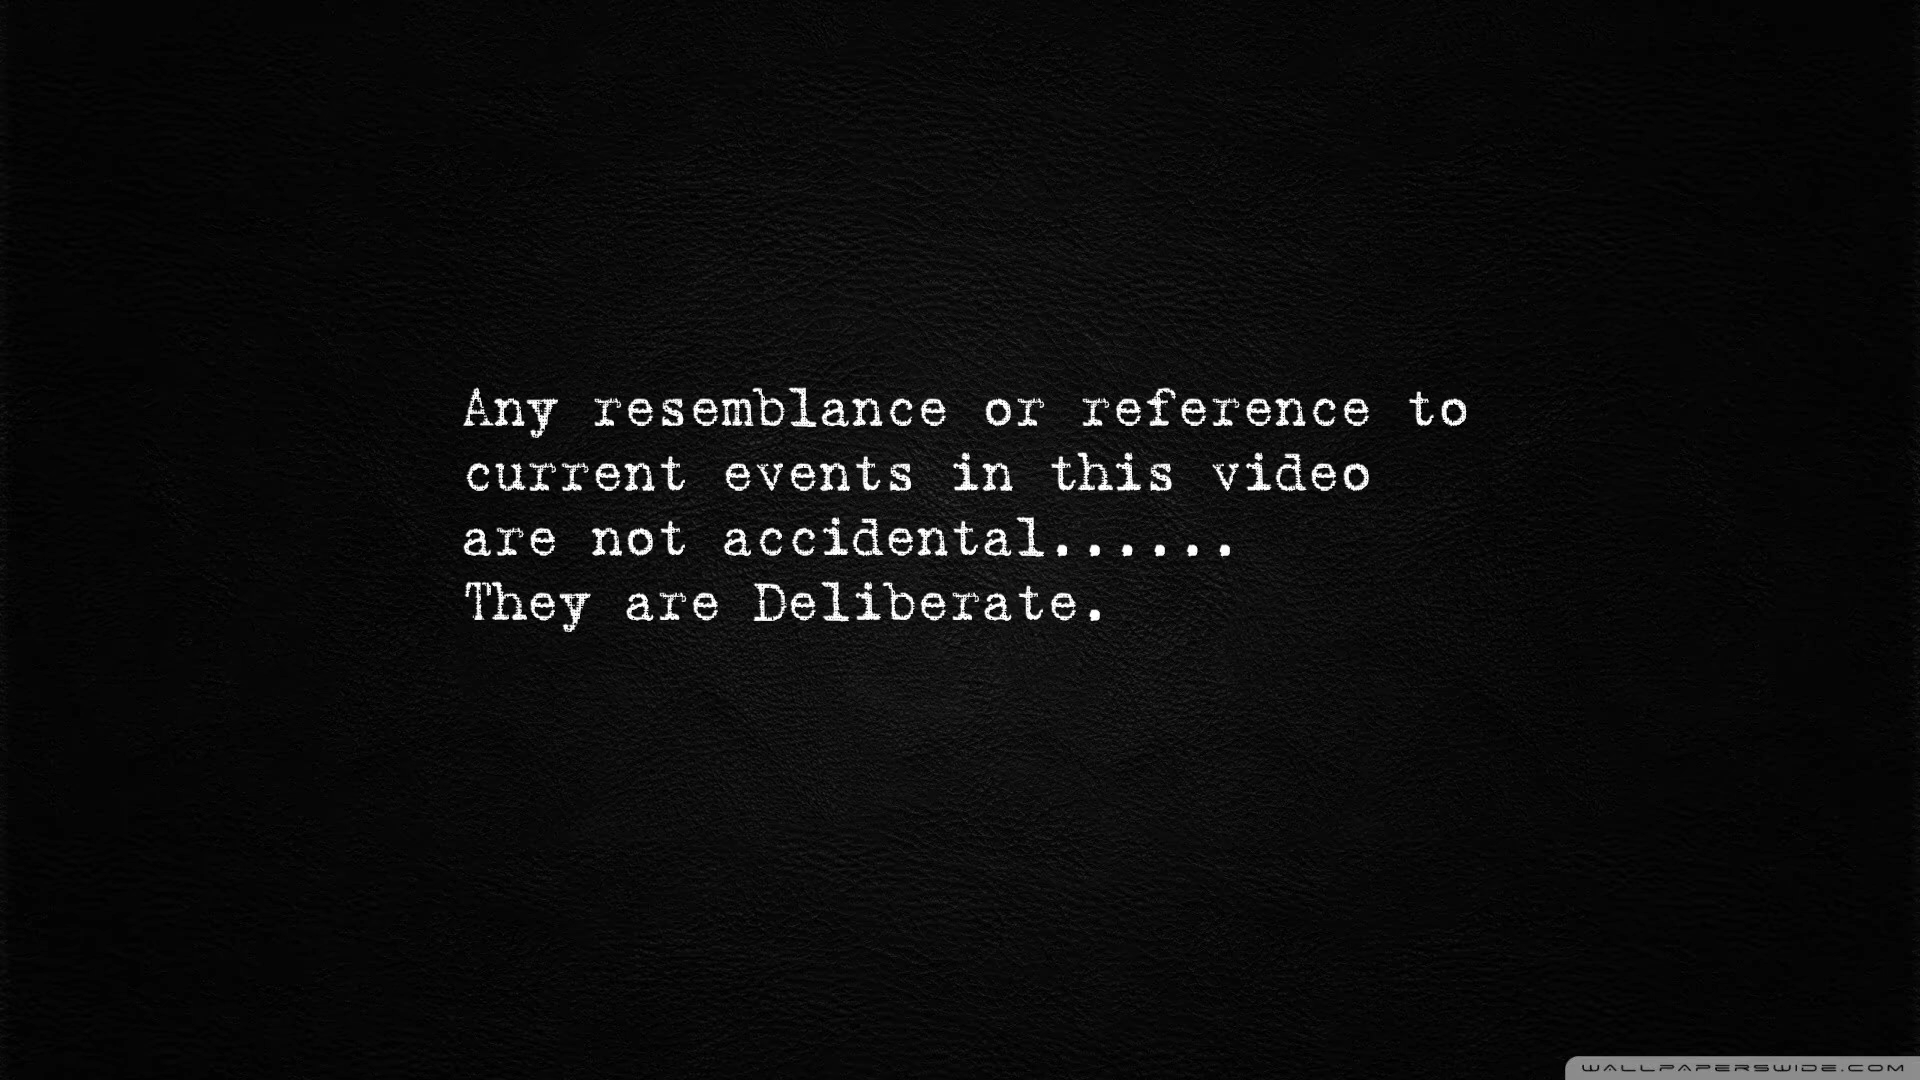 Any resemblance or reference to
current events in this video
are not accidental......
They are Deliberate.
WALLPAPERSWIDE.COM